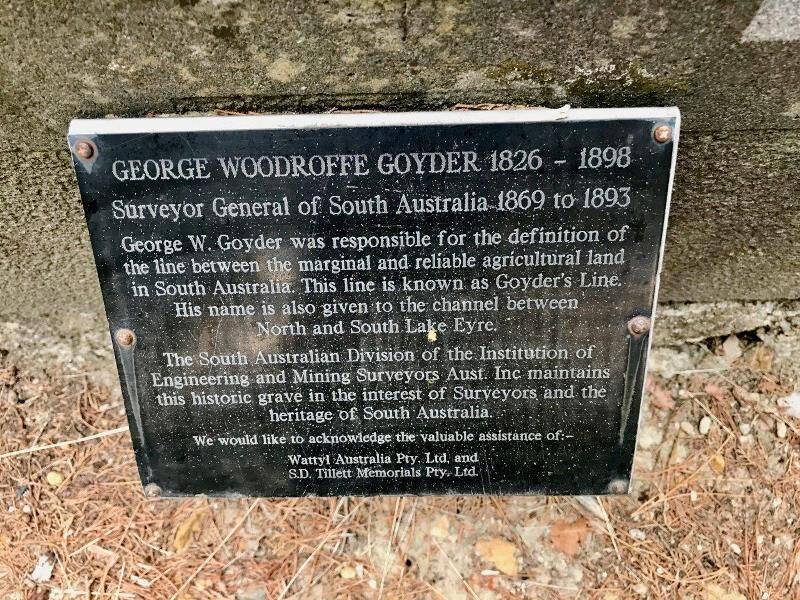 GEORGE WOODROFFE GOYDER 1826 - 1898
Surveyor General of South Australia 1869 to 1893
George W. Goyder was responsible for the definition of
the line between the marginal and reliable agricultural land
in South Australia. This line is known as Goyder's Line.
His name is also given to the channel between
North and South Lake Eyre.
The South Australian Division of the Institution of
Engineering and Mining Surveyors Aust. Inc maintains
this historic grave in the interest of Surveyors and the
heritage of South Australia.
We would like to acknowledge the valuable assistance of:-
Wattyl Australia Pty. Ltd. and
S.D. Tillett Memorials Pty. Ltd.